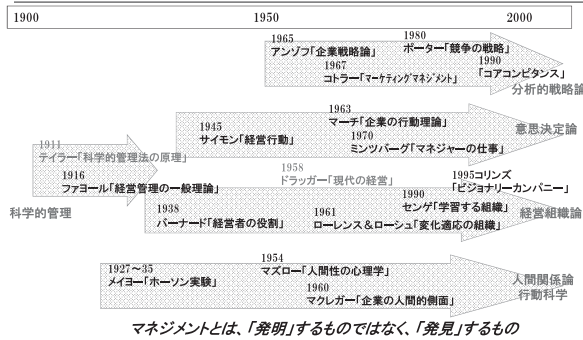 1900 1950 2000
1965
アンゾフ「企業戦略論」
1980
ポーター「競争の戦略」
1967
コトラー「マーケティングマネジメント」
1990
「コアコンピタンス」
分析的戦略論
1963
マーチ「企業の行動理論」
1945
サイモン「経営行動」
1970
ミンツバーグ「マネジャーの仕事」
意思決定論
1911
テイラー「科学的管理法の原理」
1916
ファヨール「経営管理の一般理論」
科学的管理
1958
ドラッガー「現代の経営」
1995コリンズ
「ビジョナリーカンパニー」
1990
センゲ「学習する組織」
1938
バーナード「経営者の役割」
1961
ローレンス＆ローシュ「変化適応の組織」
経営組織論
1927～35
メイヨー「ホーソン実験」
1954
マズロー「人間性の心理学」
1960
マクレガー「企業の人間的側面」
人間関係論
行動科学
マネジメントとは、「発明」するものではなく、「発見」するもの